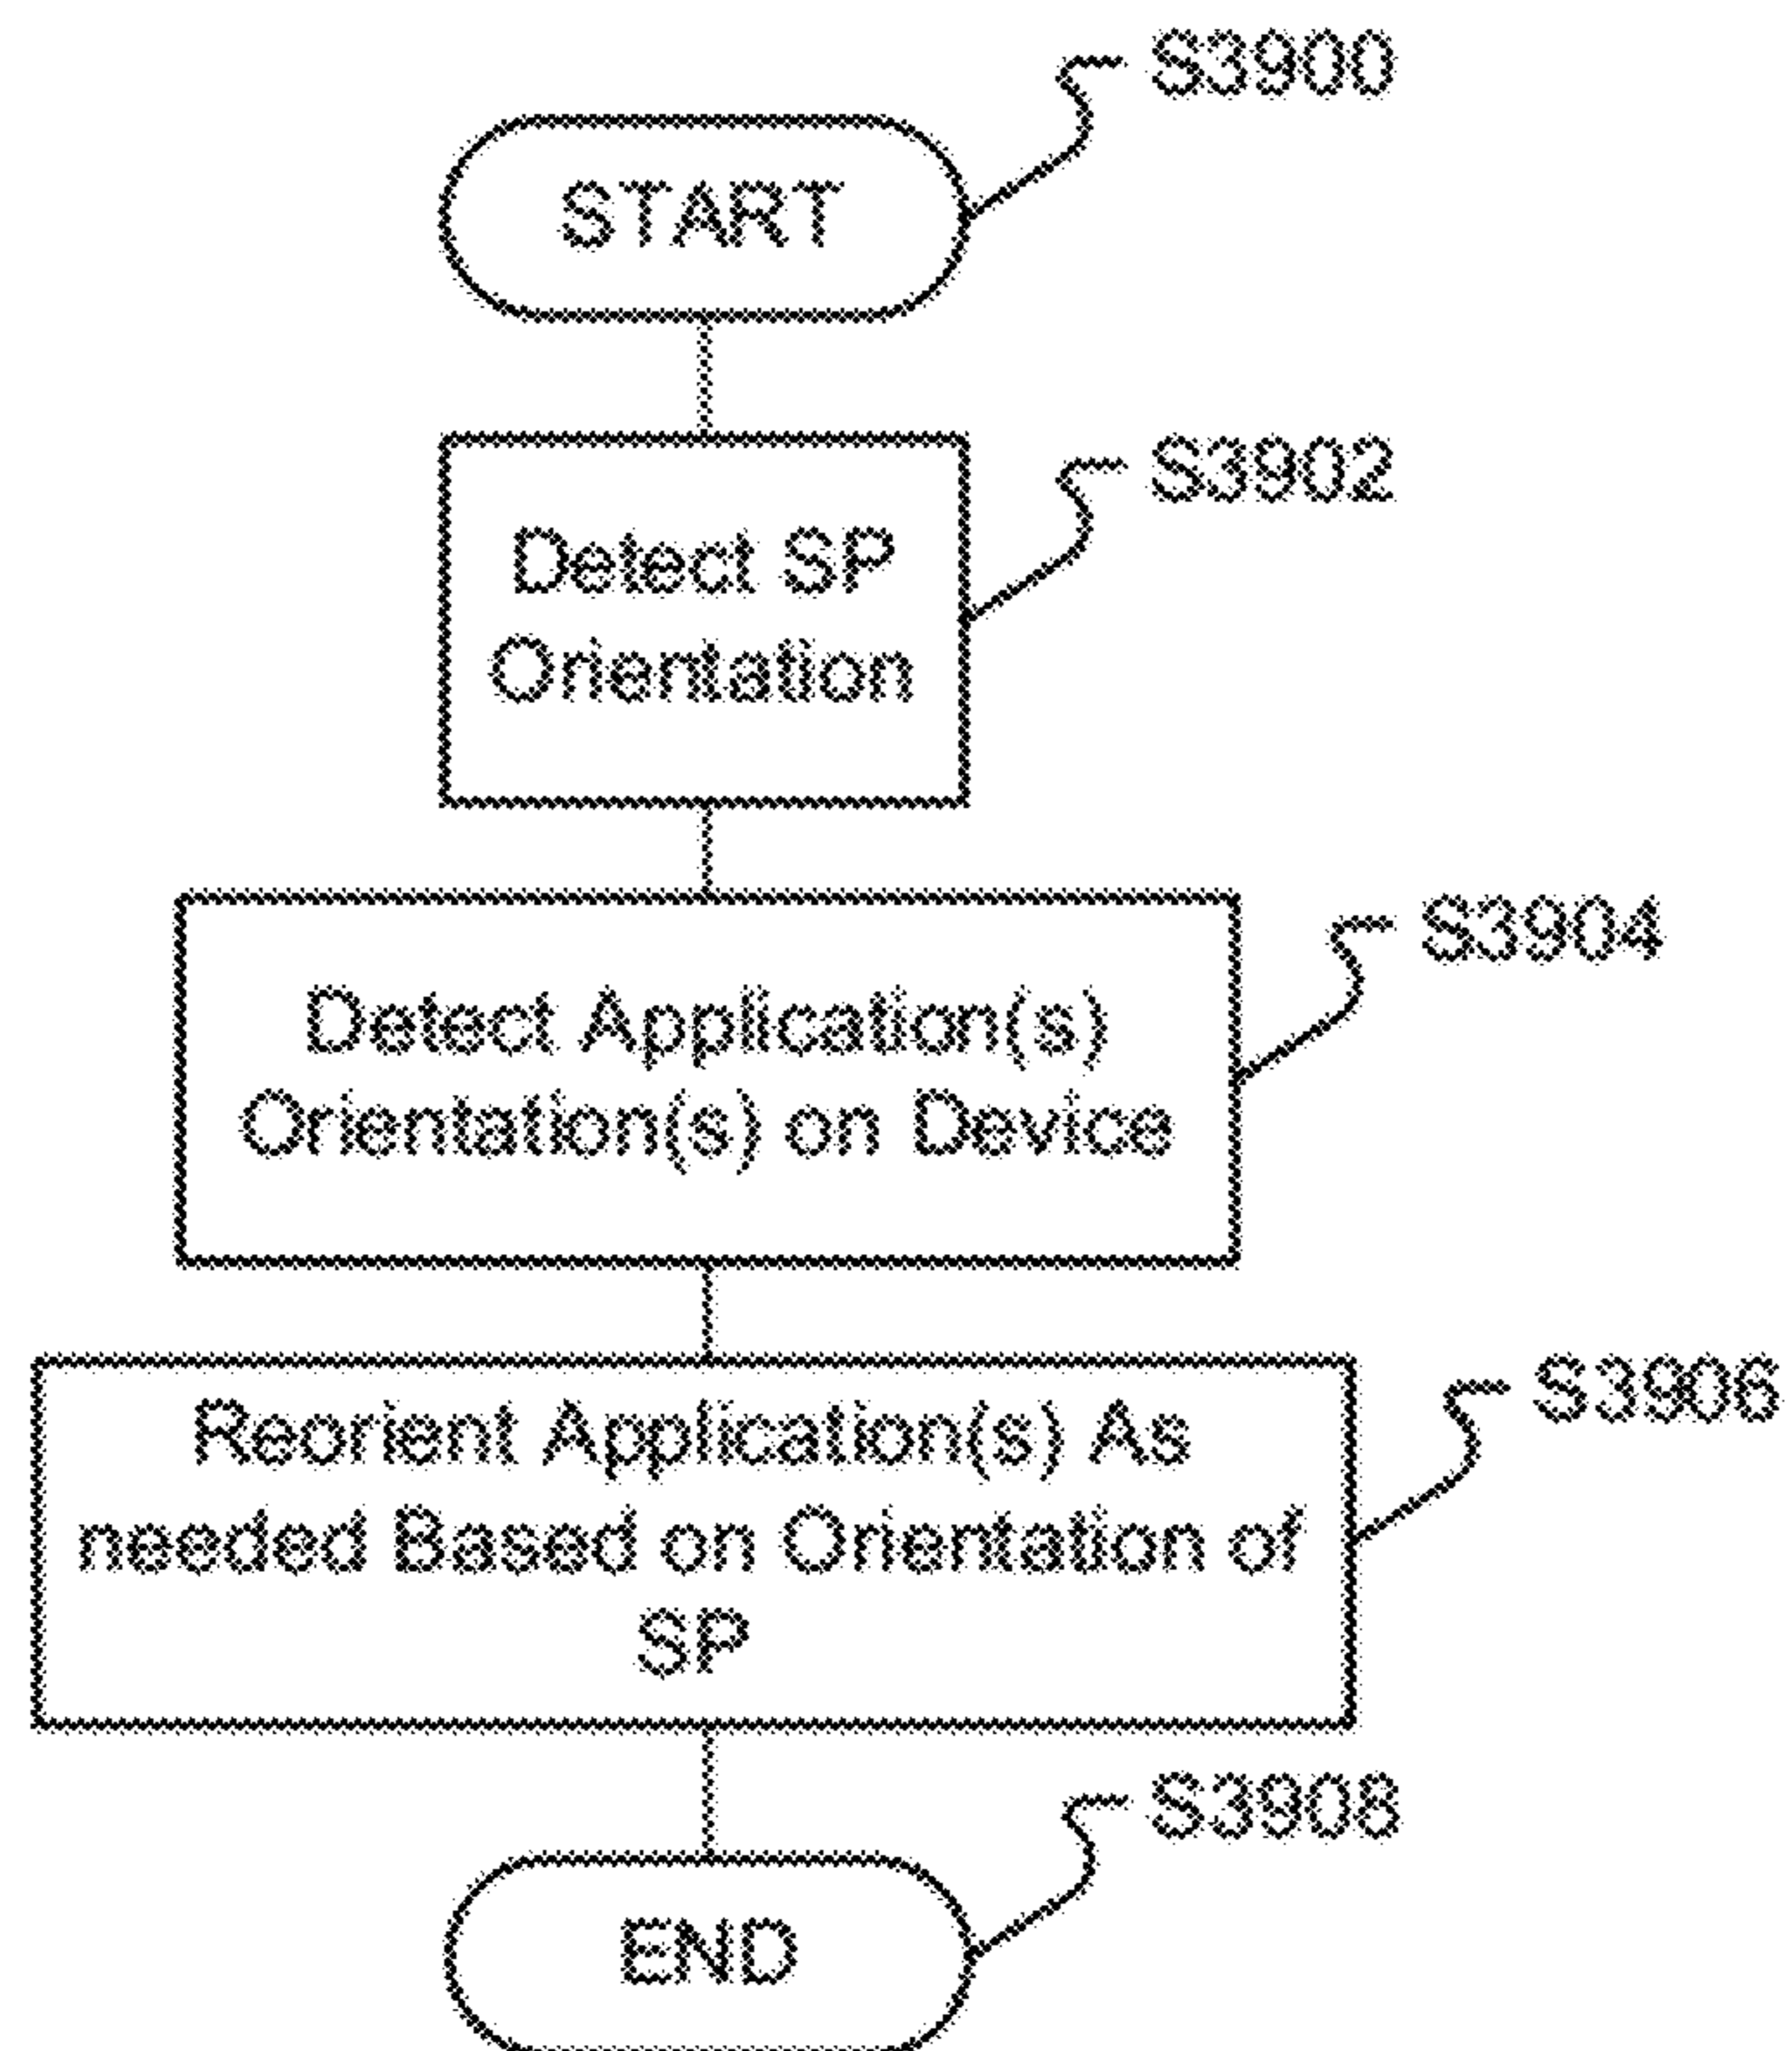 S3900
START
S3902
Detect SP
Orientation
S3904
Detect Application(s)
Orientation(s) on Device
S3906
Reorient Application(s) As
needed Based on Orientation of
SP
S3908
END